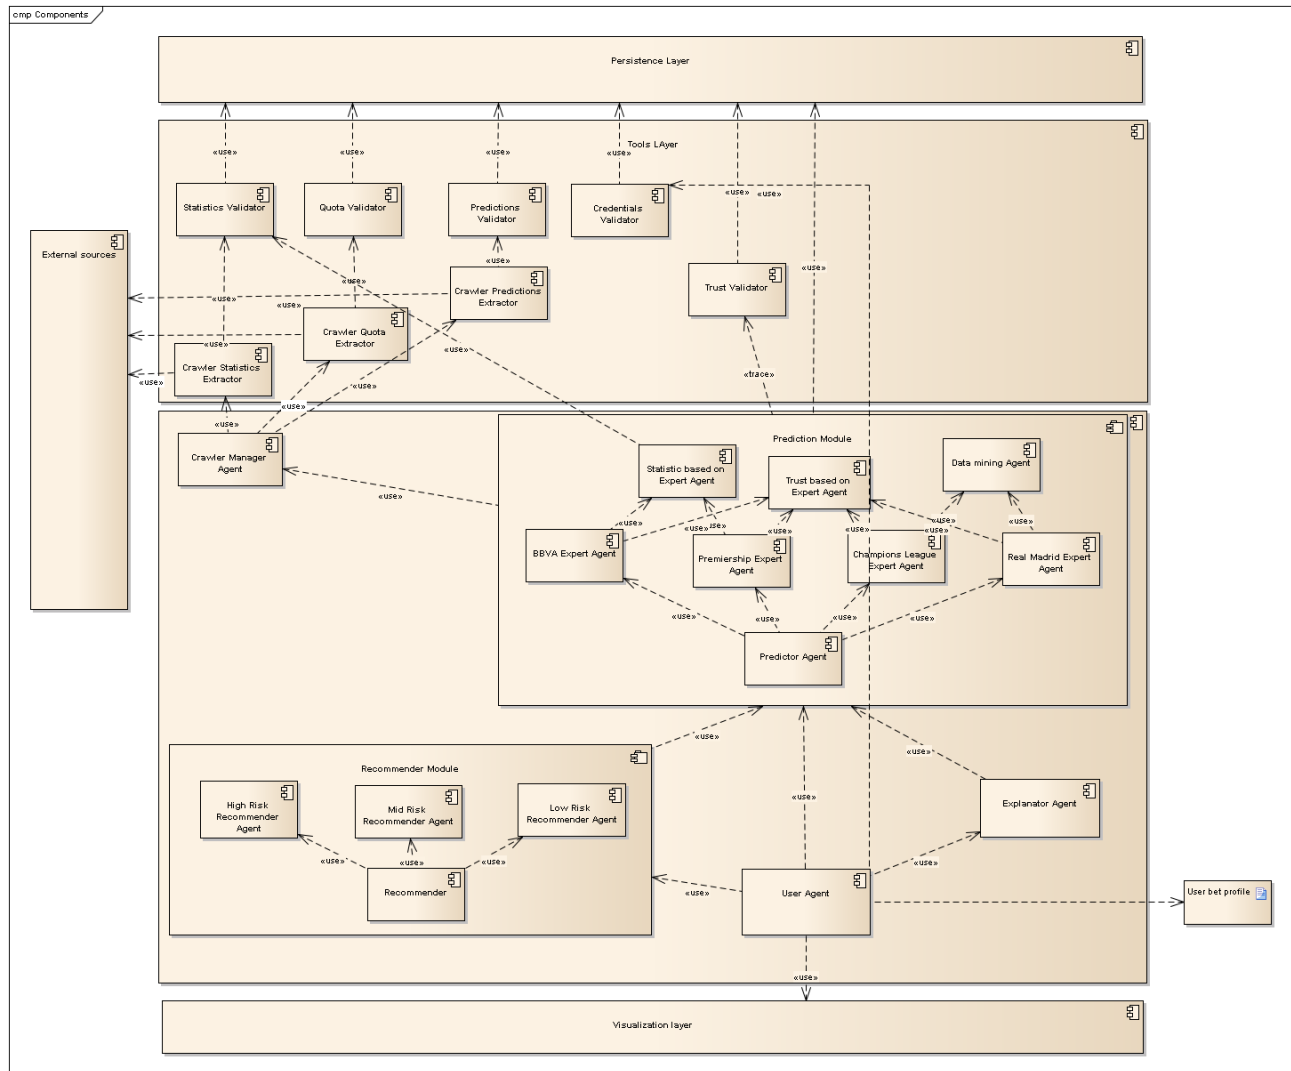 cmp Components
Persistence Layer
«use»
«use»
«use»
«use»
Tools LAyer
«use»
«use»
Statistics Validator
Quota Validator
Predictions
Validator
Credentials
Validator
External sources
«use»
«use»
«use»
Trust Validator
Crawler Predictions
Extractor
«use»
«use»
Crawler Quota
Extractor
«use»
«use»
Crawler Statistics
Extractor
«use»
«use»
«trace»
«use»
«use»
Crawler Manager
Agent
«use»
Prediction Module
Statistic based on
Expert Agent
Trust based on
Expert Agent
Data mining Agent
«use»
«use»
«use»
«use»
«use»
«use»
«use»
«use»
BBVA Expert Agent
Premiership Expert
Agent
Champions League
Expert Agent
Real Madrid Expert
Agent
«use»
«use»
«use»
«use»
Predictor Agent
«use»
«use»
«use»
Recommender Module
High Risk
Recommender
Agent
Mid Risk
Recommender Agent
Low Risk
Recommender Agent
Explanator Agent
«use»
«use»
«use»
«use»
Recommender
«use»
User Agent
User bet profile
«use»
Visualization layer